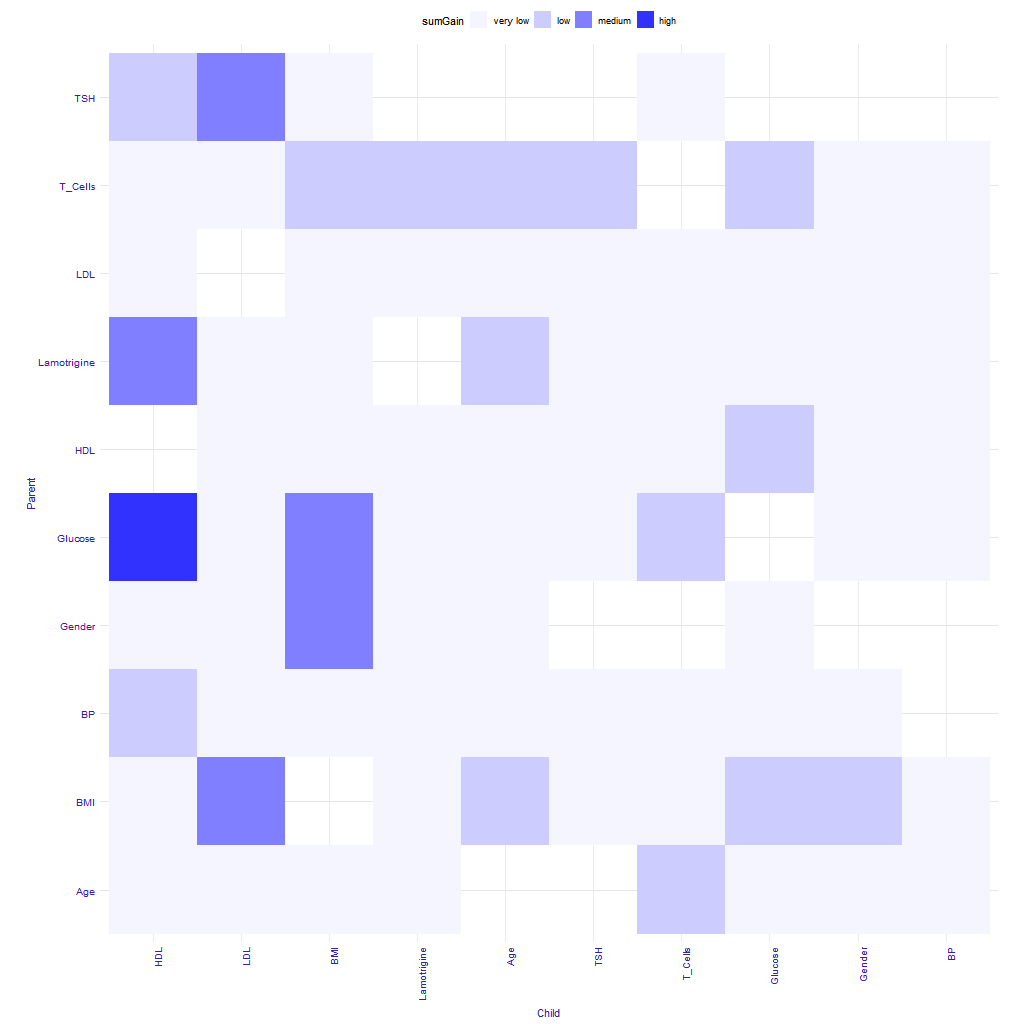 sumGain very low low medium high
TSH
T_Cells
LDL
Lamotrigine
HDL
Parent
Glucose
Gender
BP
BMI
Age
HDL LDL BMI Lamotrigine Age TSH T_Cells Glucose Gender BP
Child